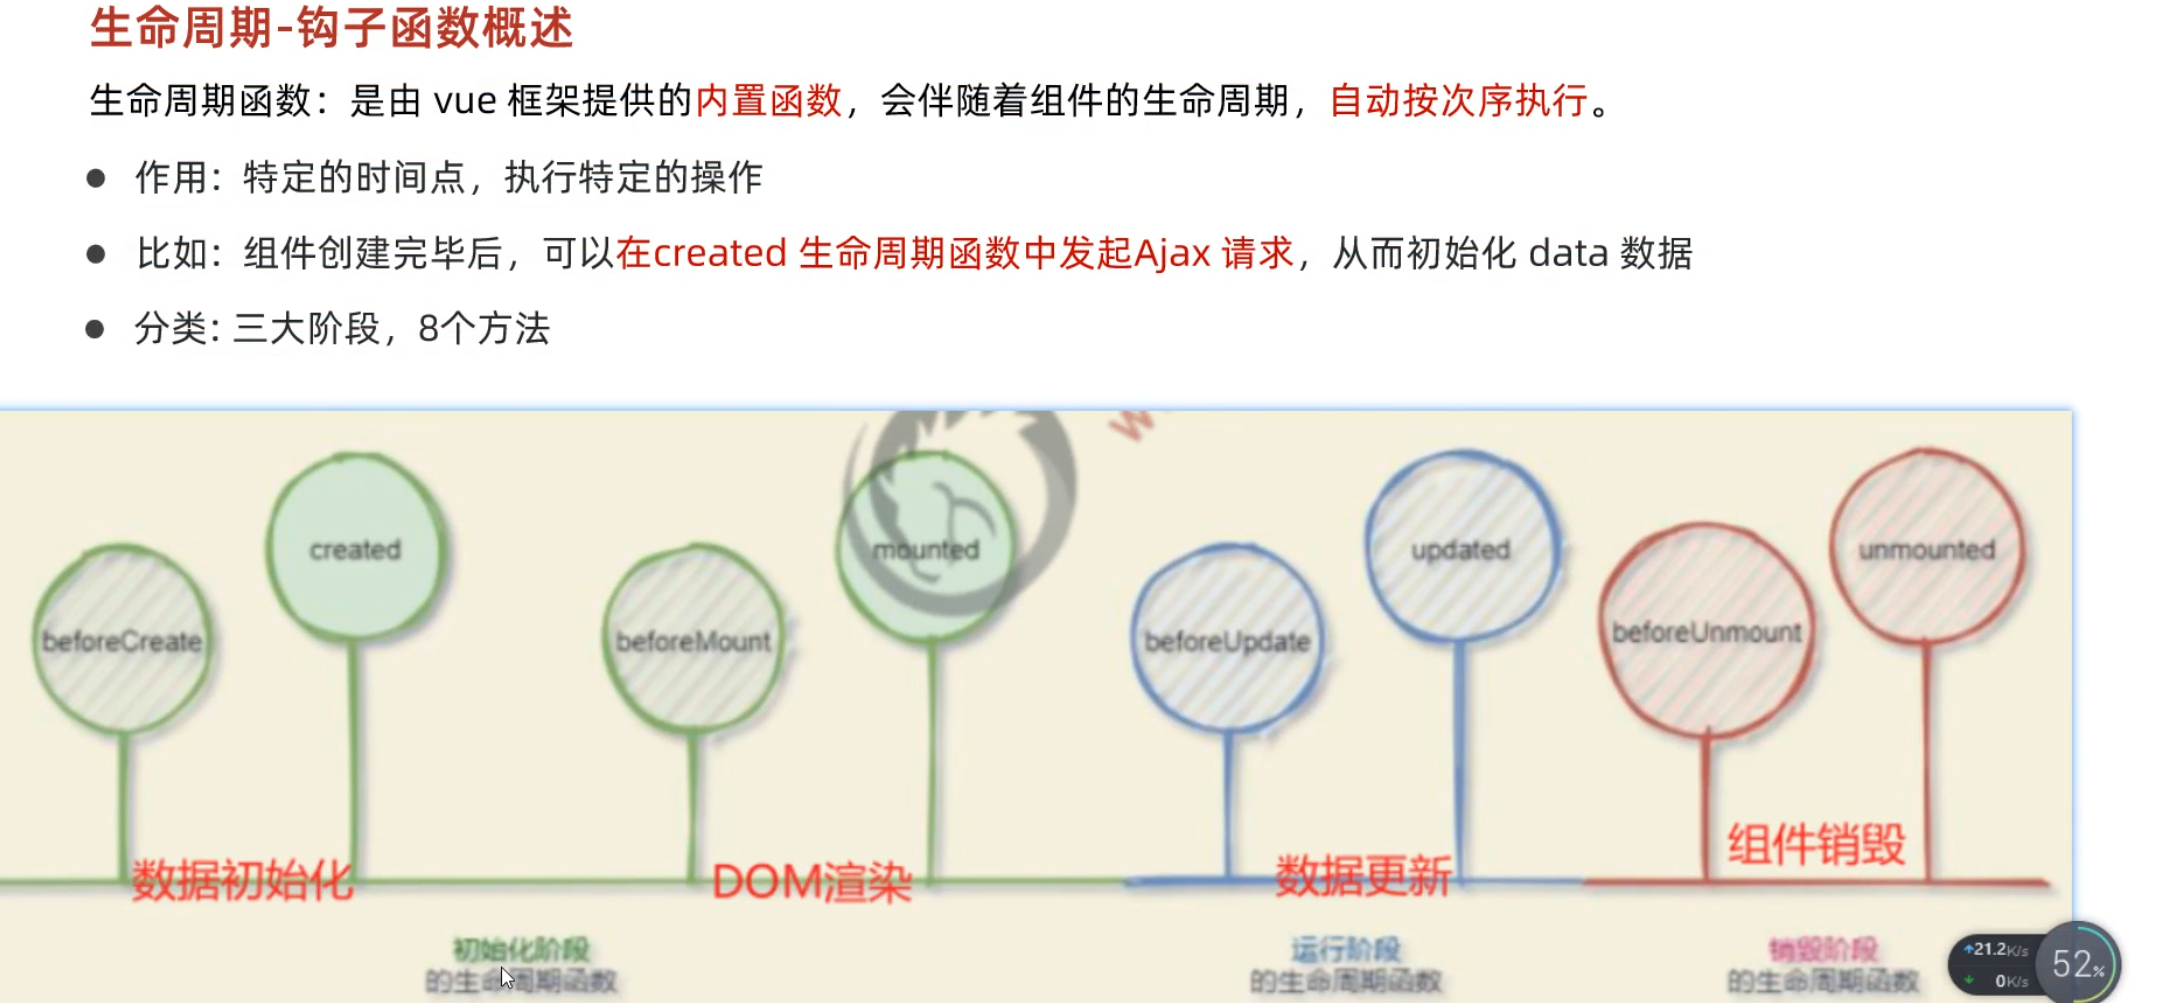 生命周期-钩子函数概述
生命周期函数：是由 vue 框架提供的内置函数，会伴随着组件的生命周期，自动按次序执行。
● 作用：特定的时间点，执行特定的操作
● 比如：组件创建完毕后，可以在created 生命周期函数中发起Ajax 请求，从而初始化 data 数据
● 分类: 三大阶段，8个方法
created
mounted
updated
unmounted
beforeCreate
beforeMount
beforeUpdate
beforeUnmount
数据初始化
DOM渲染
数据更新
组件销毁
初始化阶段
的生命周期函数
运行阶段
的生命周期函数
销毁阶段
的生命周期函数
↑21.2K/s
↓ 0K/s
52%